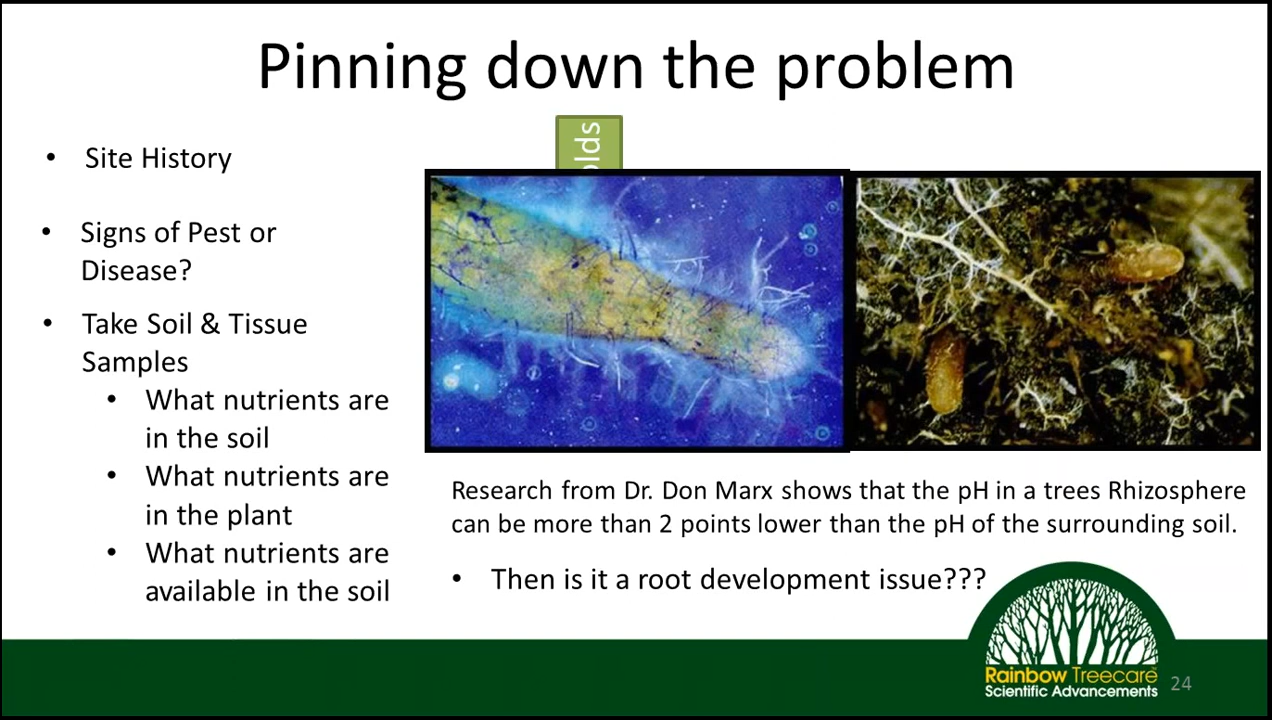 Pinning down the problem
• Site History
• Signs of Pest or
Disease?
• Take Soil & Tissue
Samples
• What nutrients are
in the soil
• What nutrients are
in the plant
• What nutrients are
available in the soil
Research from Dr. Don Marx shows that the pH in a trees Rhizosphere
can be more than 2 points lower than the pH of the surrounding soil.
• Then is it a root development issue???
Rainbow Treecare
Scientific Advancements
24